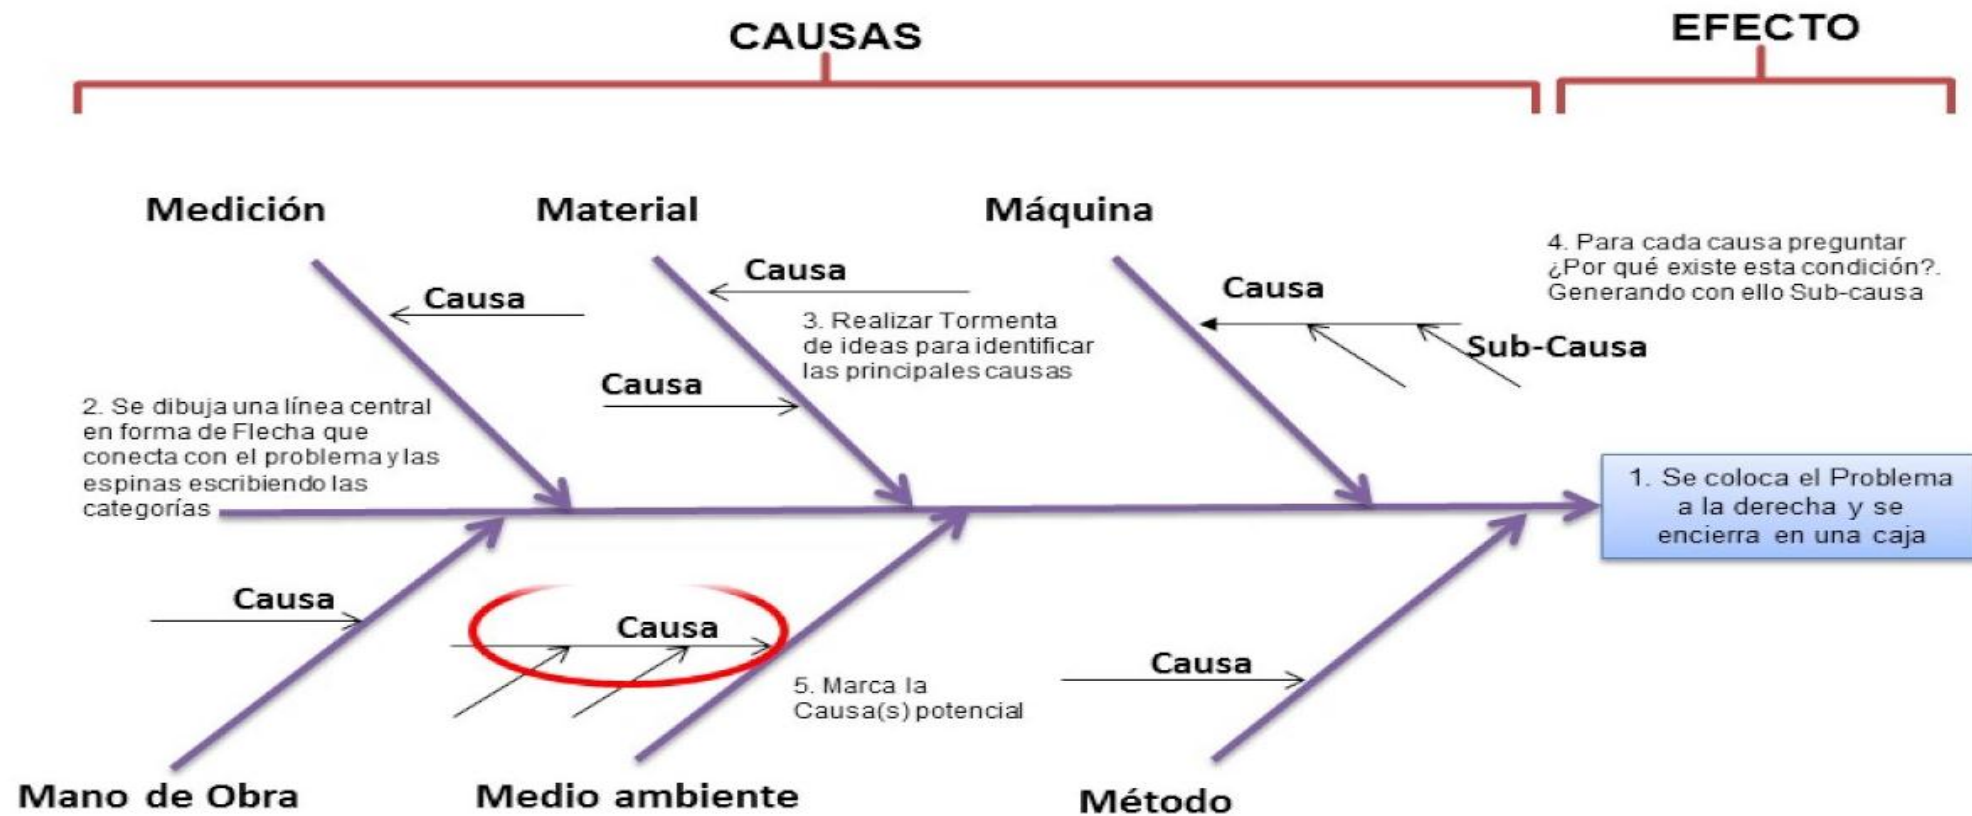 CAUSAS
EFECTO
Medición
Material
Máquina
4. Para cada causa preguntar
¿Por qué existe esta condición?.
Generando con ello Sub-causa
Causa
Causa
Causa
3. Realizar Tormenta
de ideas para identificar
las principales causas
Sub-Causa
Causa
2. Se dibuja una línea central
en forma de Flecha que
conecta con el problema y las
espinas escribiendo las
categorías
1. Se coloca el Problema
a la derecha y se
encierra en una caja
Causa
Causa
Causa
5. Marca la
Causa(s) potencial
Mano de Obra
Medio ambiente
Método